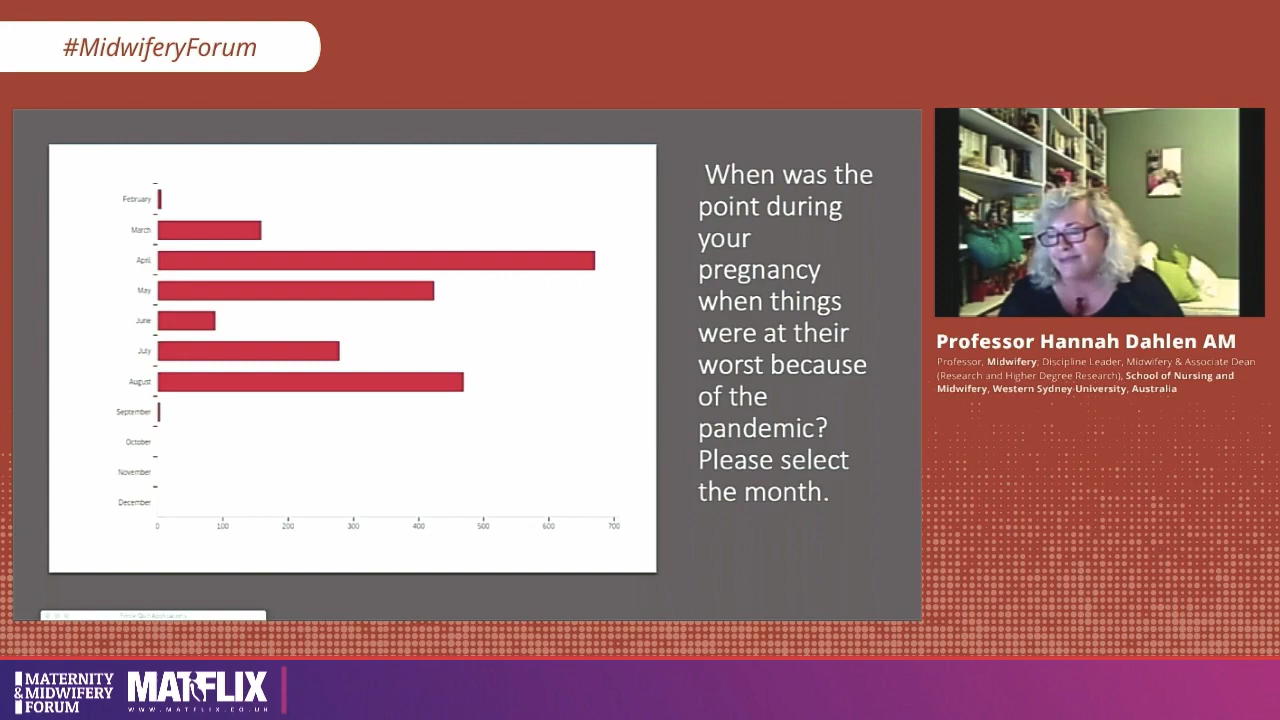 #MidwiferyForum
February
March
April
May
June
July
August
September
October
November
December
0 100 200 300 400 500 600 700
When was the
point during
your
pregnancy
when things
were at their
worst because
of the
pandemic?
Please select
the month.
Professor Hannah Dahlen AM
Professor, Midwifery; Discipline Leader, Midwifery & Associate Dean
(Research and Higher Degree Research), School of Nursing and
Midwifery, Western Sydney University, Australia
Force Quit Applications
MATERNITY
& MIDWIFERY
FORUM
MATFLIX
WWW.MATFLIX.CO.UK